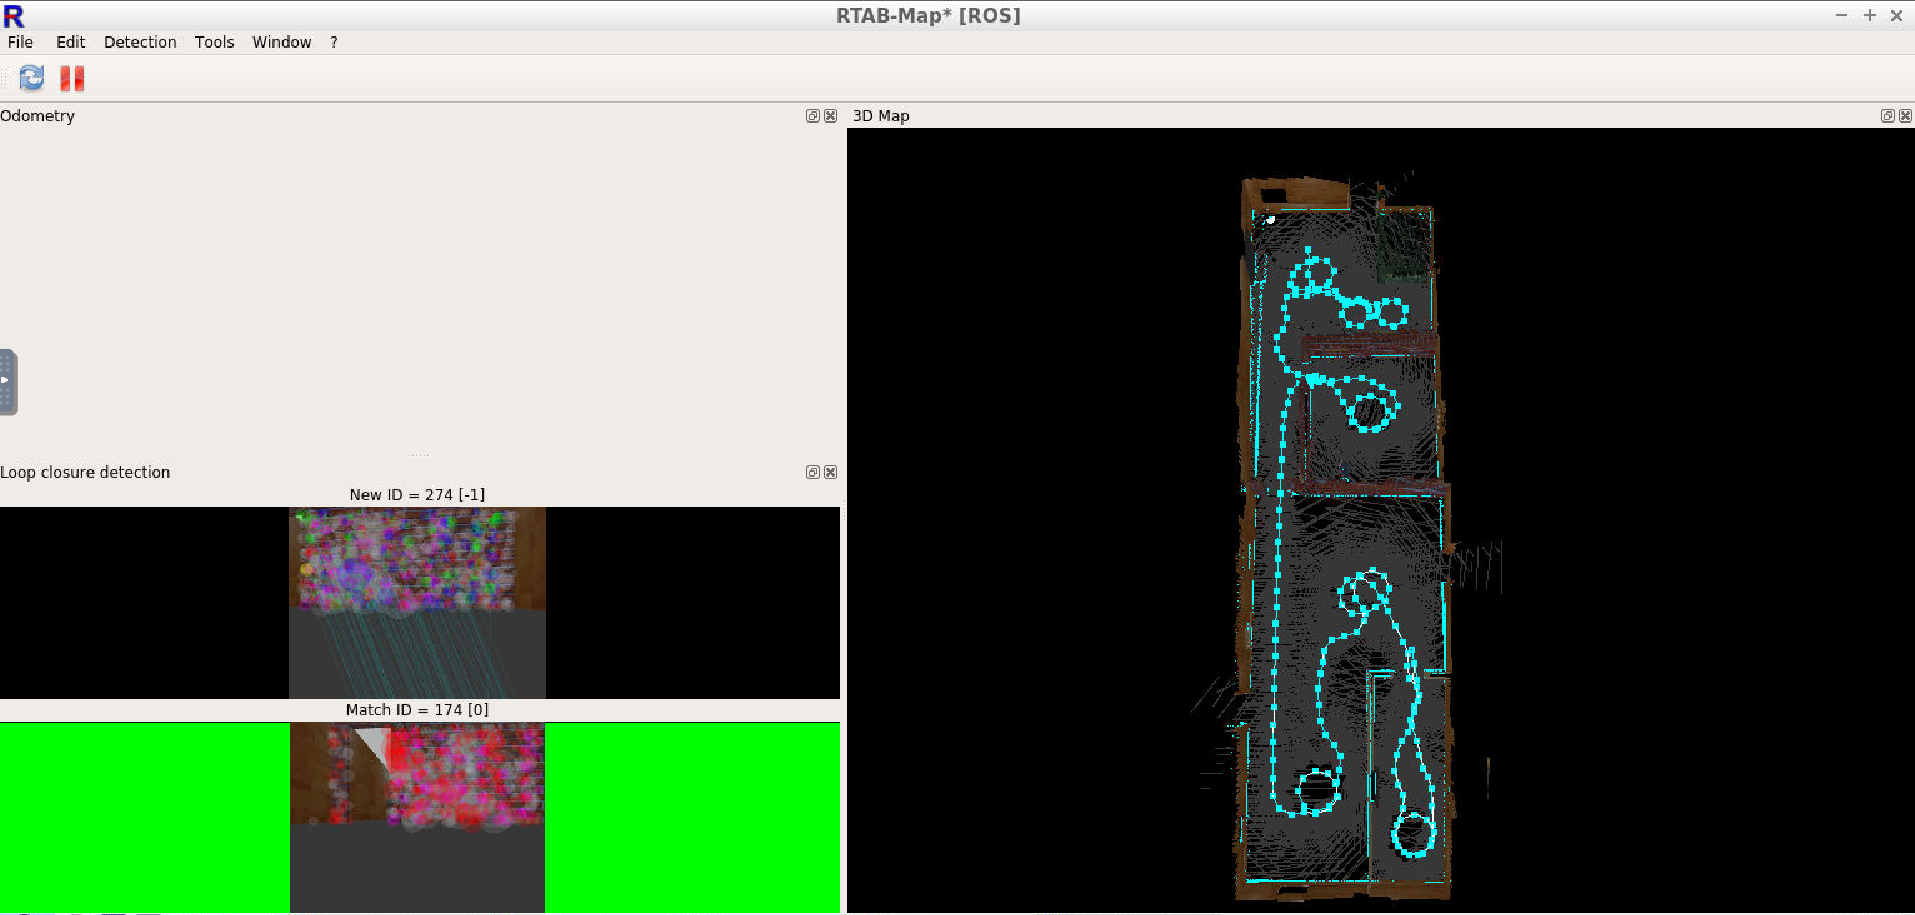 RTAB-Map* [ROS]
File Edit Detection Tools Window ?
Odometry
3D Map
Loop closure detection
New ID = 274 [-1]
Match ID = 174 [0]